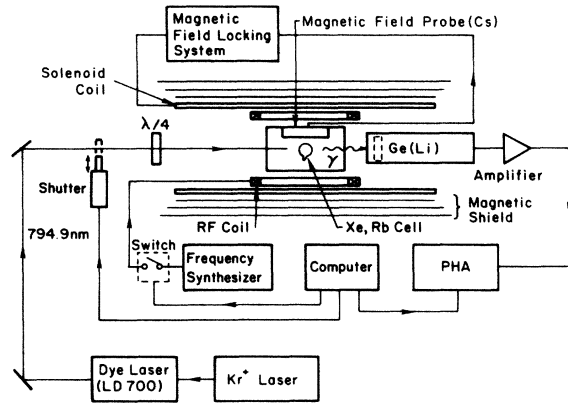 Magnetic
Field Locking
System
Magnetic Field Probe(Cs)
Solenoid
Coil
λ/4
Ge(Li)
γ
Amplifier
Shutter
Magnetic
Shield
RF Coil
Xe, Rb Cell
794.9nm
Switch
Frequency
Synthesizer
Computer
PHA
Dye Laser
(LD 700)
Kr+ Laser